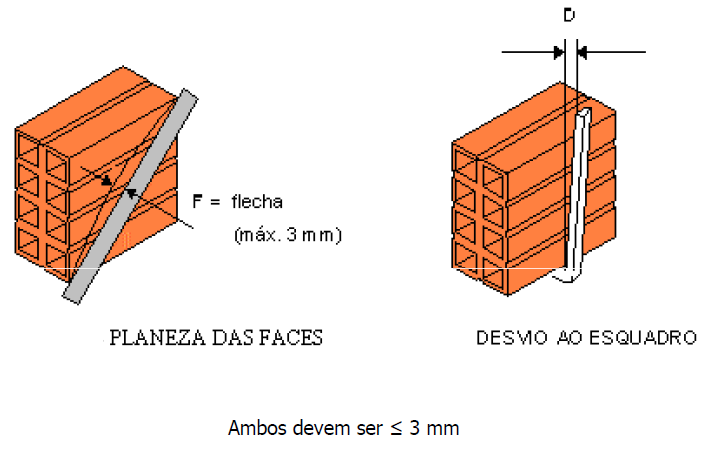 D
F = flecha
(máx. 3 mm)
PLANEZA DAS FACES
DESVIO AO ESQUADRO
Ambos devem ser ≤ 3 mm